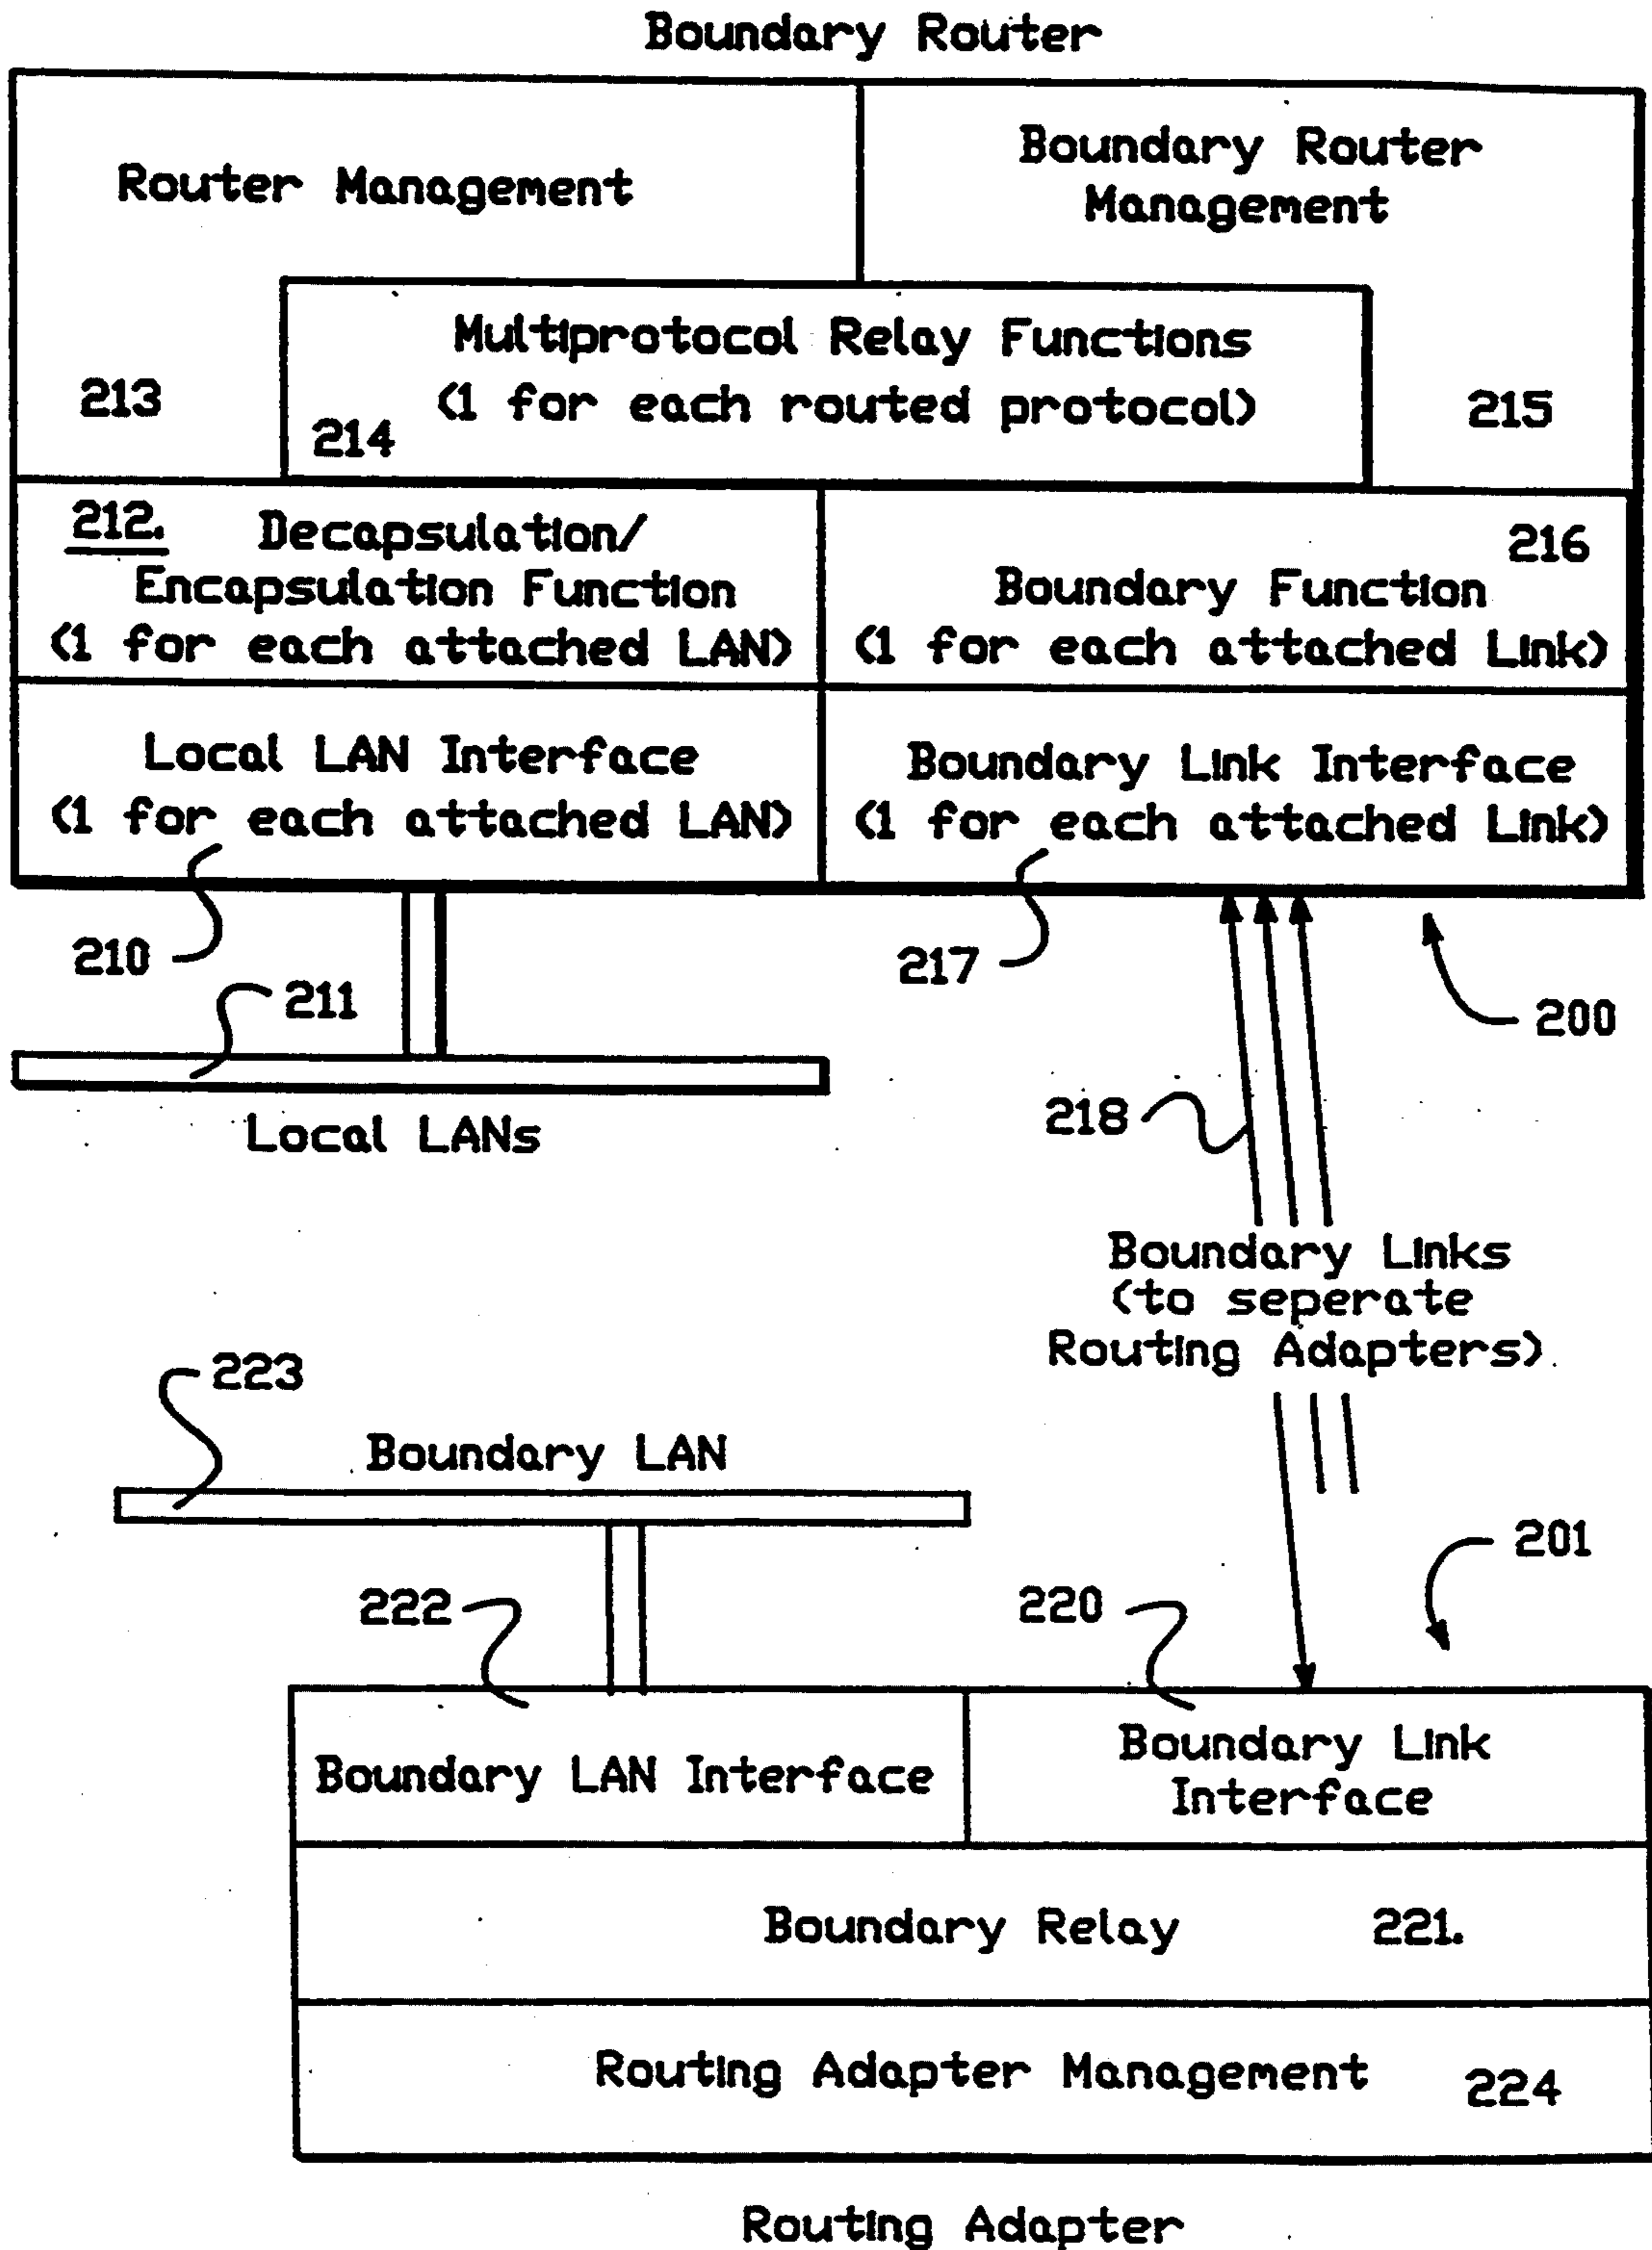 Boundary Router
Router Management
Boundary Router
Management
Multiprotocol Relay Functions
(1 for each routed protocol)
213
214
215
212.
Decapsulation/
Encapsulation Function
(1 for each attached LAN)
216
Boundary Function
(1 for each attached Link)
Local LAN Interface
(1 for each attached LAN)
Boundary Link Interface
(1 for each attached Link)
210
217
211
200
Local LANs
218
Boundary Links
(to seperate
Routing Adapters)
223
Boundary LAN
201
222
220
Boundary LAN Interface
Boundary Link
Interface
Boundary Relay
221.
Routing Adapter Management
224
Routing Adapter